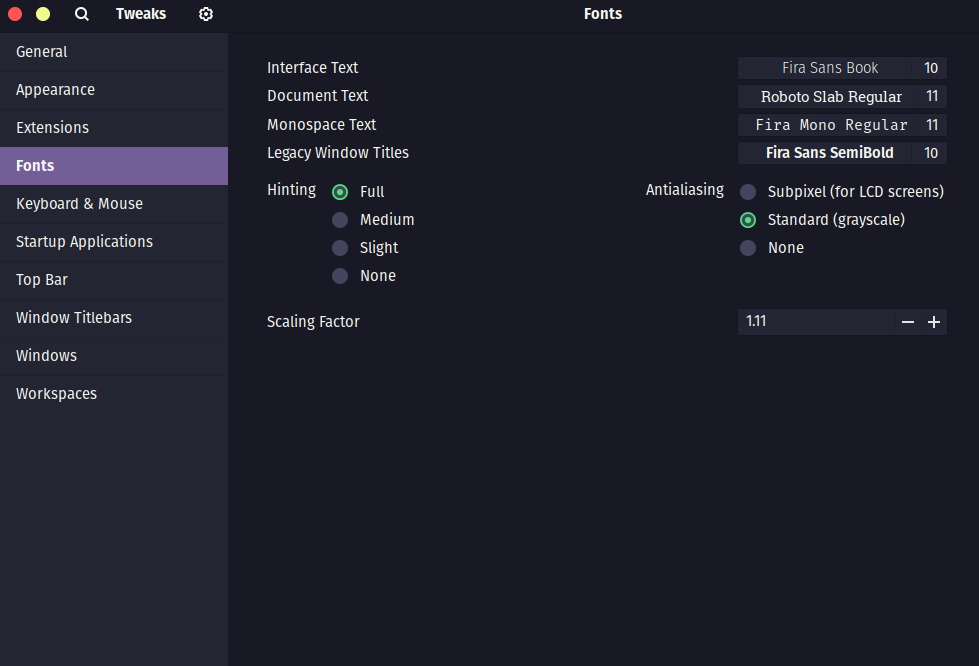 Tweaks
Fonts
General
Appearance
Extensions
Fonts
Keyboard & Mouse
Startup Applications
Top Bar
Window Titlebars
Windows
Workspaces
Interface Text Fira Sans Book 10
Document Text Roboto Slab Regular 11
Monospace Text Fira Mono Regular 11
Legacy Window Titles Fira Sans SemiBold 10
Hinting Full
Medium
Slight
None
Antialiasing Subpixel (for LCD screens)
Standard (grayscale)
None
Scaling Factor 1.11 − +